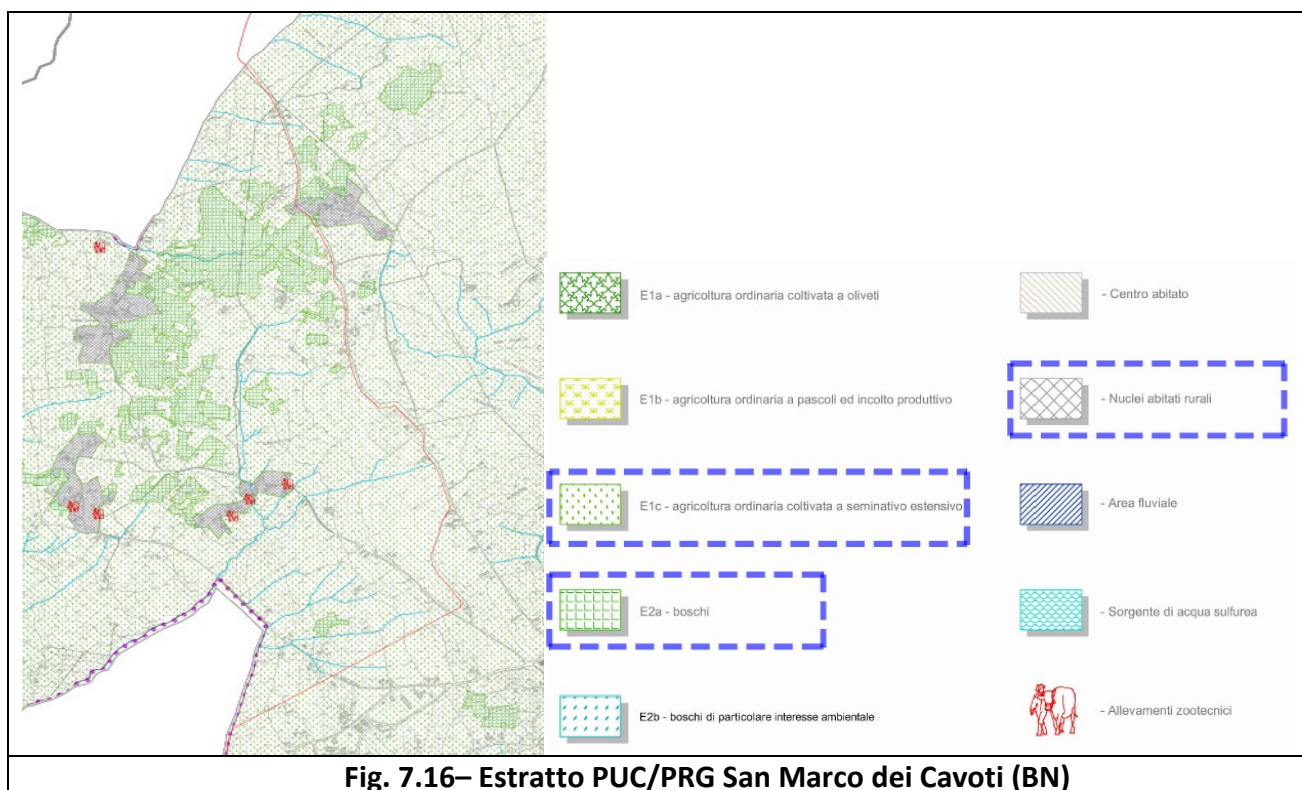 E1a - agricoltura ordinaria coltivata a oliveti
E1b - agricoltura ordinaria a pascoli ed incolto produttivo
E1c - agricoltura ordinaria coltivata a seminativo estensivo
E2a - boschi
E2b - boschi di particolare interesse ambientale
- Centro abitato
- Nuclei abitati rurali
- Area fluviale
- Sorgente di acqua sulfurea
- Allevamenti zootecnici
Fig. 7.16– Estratto PUC/PRG San Marco dei Cavoti (BN)